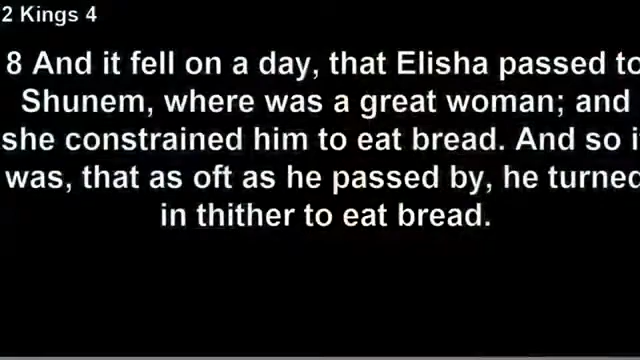 2 Kings 4
8 And it fell on a day, that Elisha passed to
Shunem, where was a great woman; and
she constrained him to eat bread. And so it
was, that as oft as he passed by, he turned
in thither to eat bread.